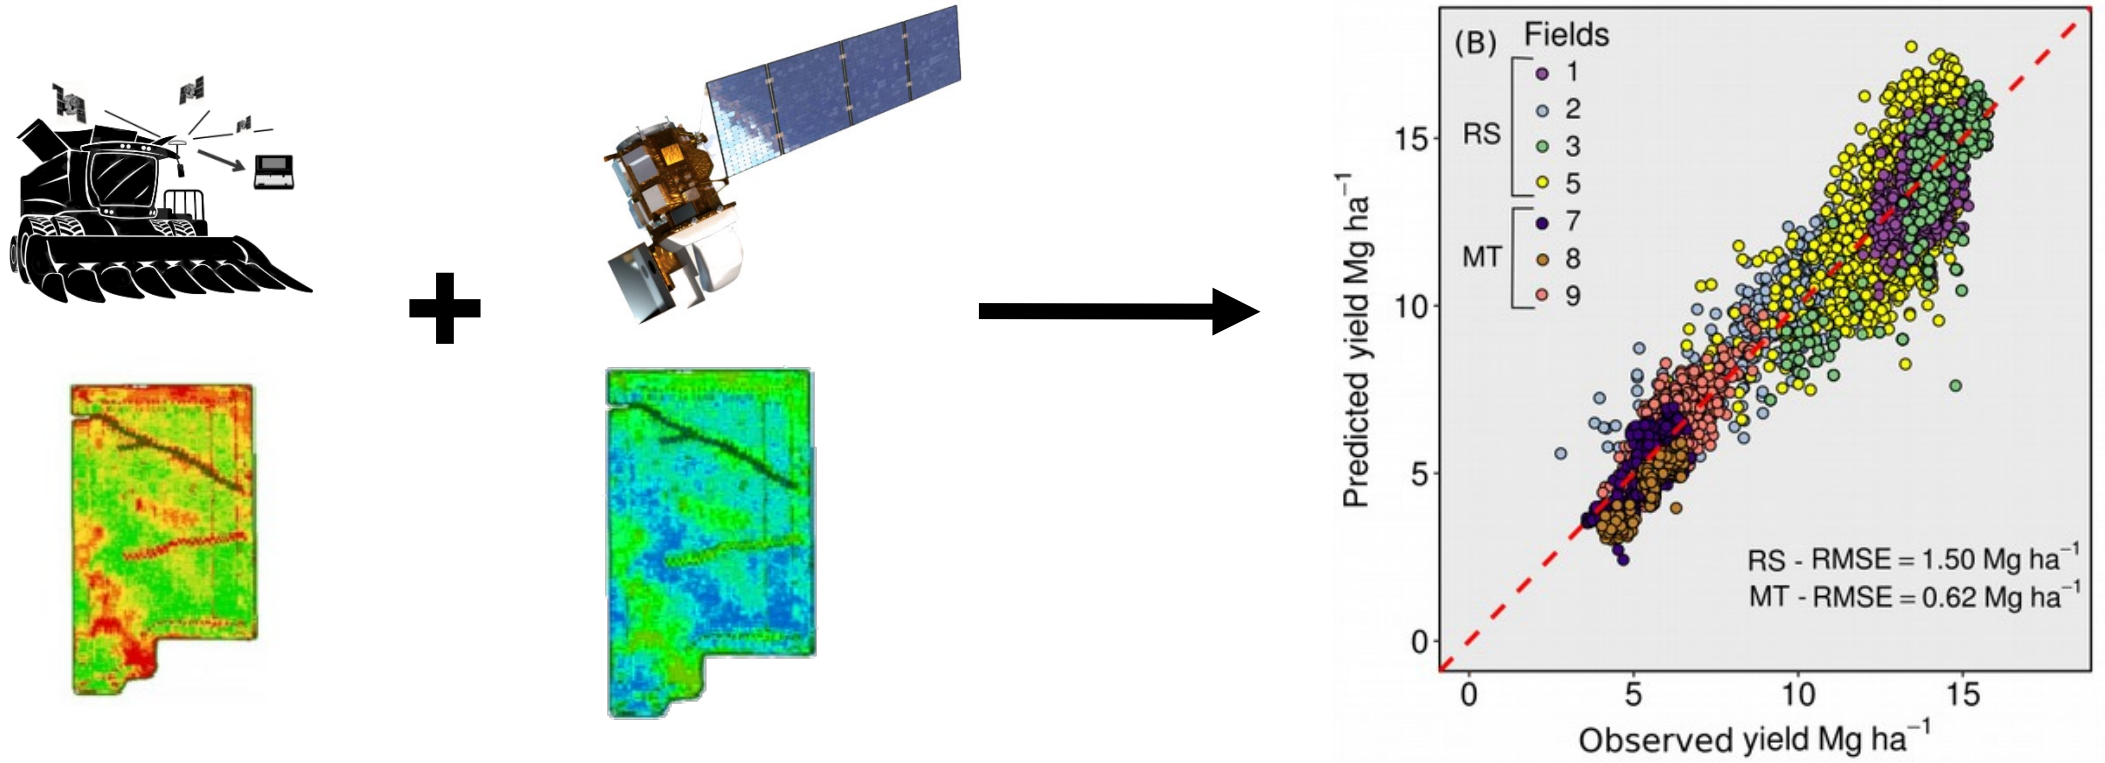 (B) Fields
RS
1
2
3
5
MT
7
8
9
RS - RMSE = 1.50 Mg ha⁻¹
MT - RMSE = 0.62 Mg ha⁻¹
Predicted yield Mg ha⁻¹
15
10
5
0
0 5 10 15
Observed yield Mg ha⁻¹